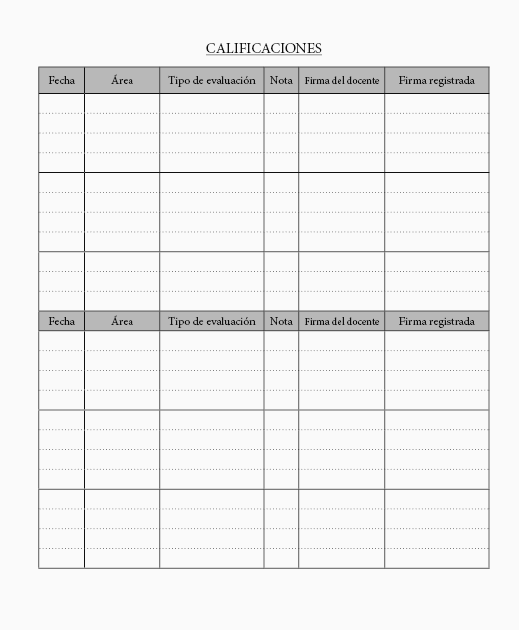 CALIFICACIONES
Fecha Área Tipo de evaluación Nota Firma del docente Firma registrada
Fecha Área Tipo de evaluación Nota Firma del docente Firma registrada